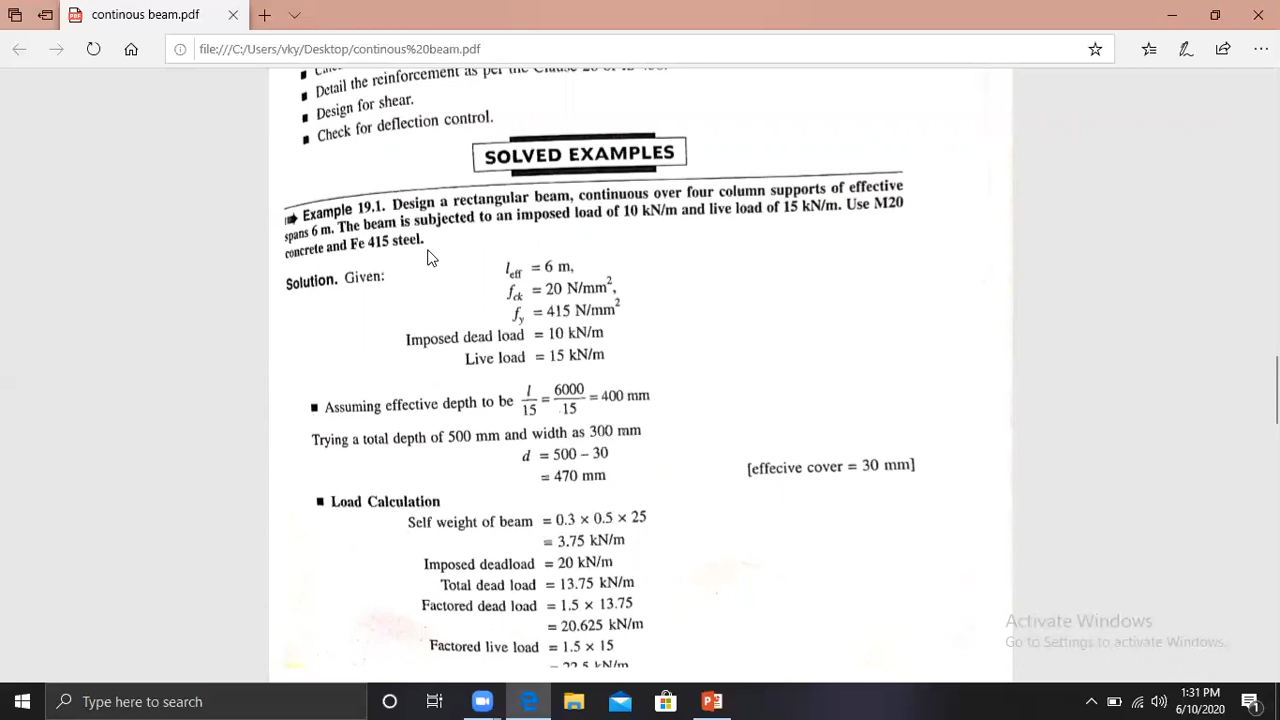 continous beam.pdf
file:///C:/Users/vky/Desktop/continous%20beam.pdf
Detail the reinforcement as per the Clause 26 of IS 456.
Design for shear.
Check for deflection control.
SOLVED EXAMPLES
Example 19.1. Design a rectangular beam, continuous over four column supports of effective
spans 6 m. The beam is subjected to an imposed load of 10 kN/m and live load of 15 kN/m. Use M20
concrete and Fe 415 steel.
Solution. Given:
l_eff = 6 m,
f_ck = 20 N/mm²,
f_y = 415 N/mm²
Imposed dead load = 10 kN/m
Live load = 15 kN/m
■ Assuming effective depth to be l/15 = 6000/15 = 400 mm
Trying a total depth of 500 mm and width as 300 mm
d = 500 – 30
= 470 mm [effecive cover = 30 mm]
■ Load Calculation
Self weight of beam = 0.3 × 0.5 × 25
= 3.75 kN/m
Imposed deadload = 20 kN/m
Total dead load = 13.75 kN/m
Factored dead load = 1.5 × 13.75
= 20.625 kN/m
Factored live load = 1.5 × 15
= 22.5 kN/m
Activate Windows
Go to Settings to activate Windows.
Type here to search
1:31 PM
6/10/2020